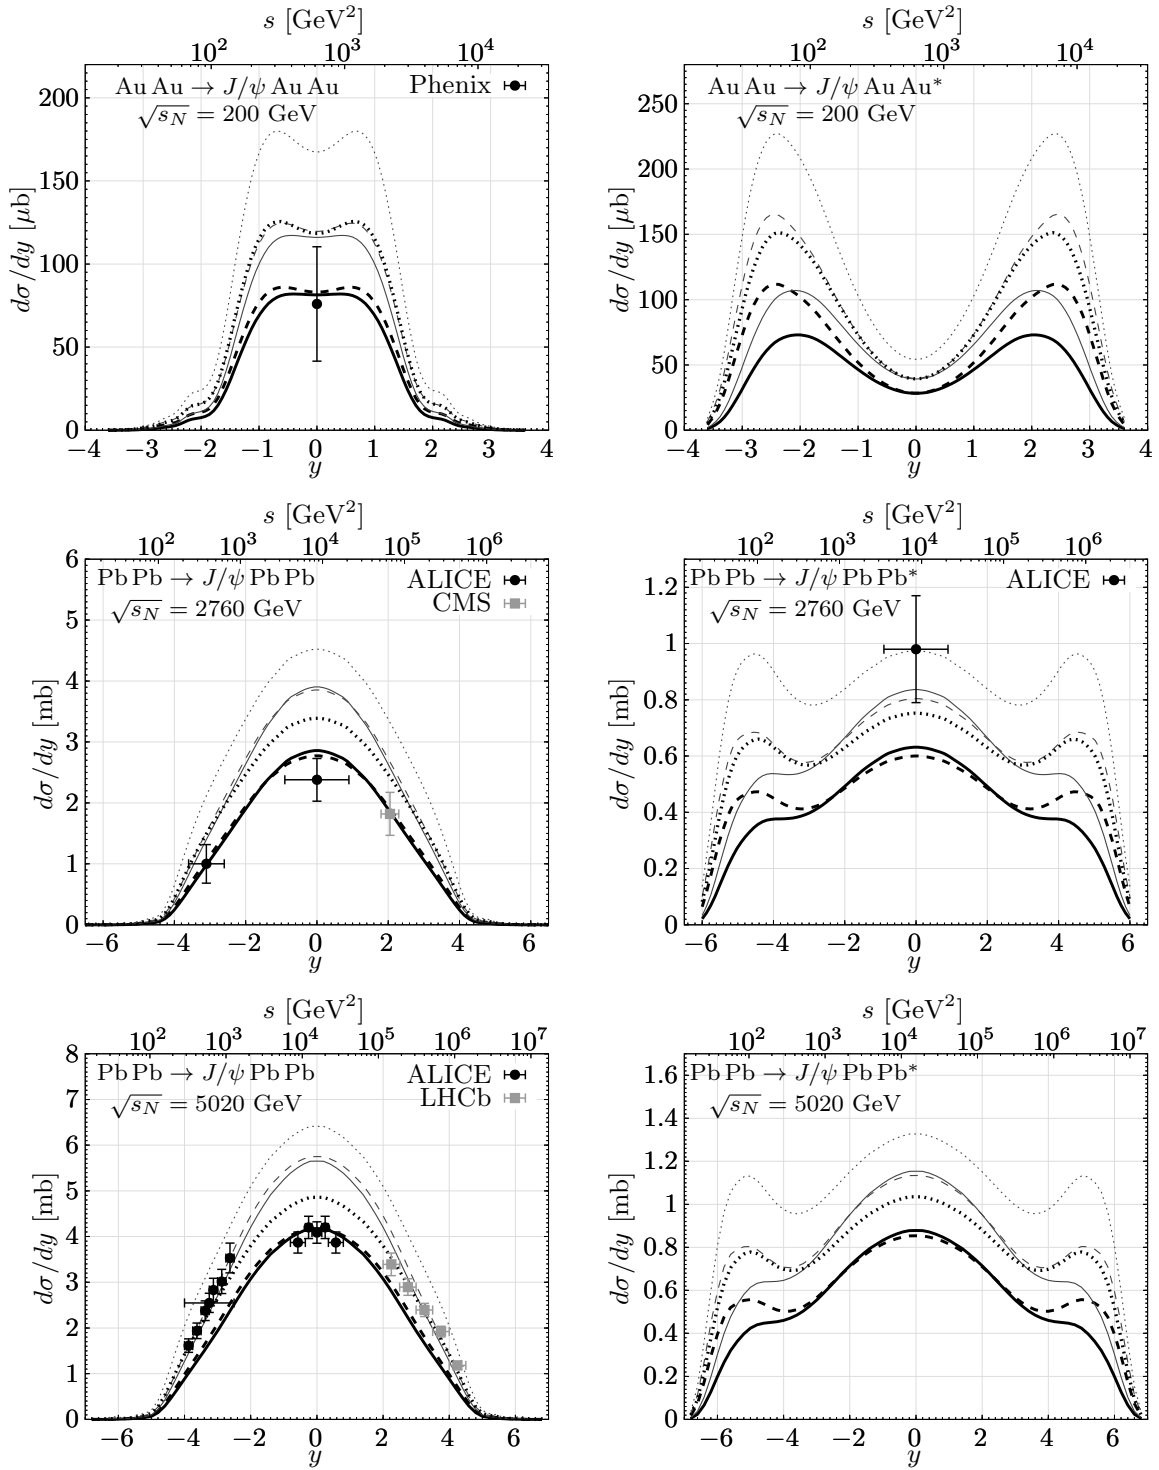 s [GeV²]
10² 10³ 10⁴
Au Au → J/ψ Au Au
√s_N = 200 GeV
Phenix
dσ/dy [μb]
200
150
100
50
0
−4 −3 −2 −1 0 1 2 3 4
y
s [GeV²]
10² 10³ 10⁴
Au Au → J/ψ Au Au*
√s_N = 200 GeV
dσ/dy [μb]
250
200
150
100
50
0
−4 −3 −2 −1 0 1 2 3 4
y
s [GeV²]
10² 10³ 10⁴ 10⁵ 10⁶
Pb Pb → J/ψ Pb Pb
√s_N = 2760 GeV
ALICE
CMS
dσ/dy [mb]
6
5
4
3
2
1
0
−6 −4 −2 0 2 4 6
y
s [GeV²]
10² 10³ 10⁴ 10⁵ 10⁶
Pb Pb → J/ψ Pb Pb*
√s_N = 2760 GeV
ALICE
dσ/dy [mb]
1.2
1
0.8
0.6
0.4
0.2
0
−6 −4 −2 0 2 4 6
y
s [GeV²]
10² 10³ 10⁴ 10⁵ 10⁶ 10⁷
Pb Pb → J/ψ Pb Pb
√s_N = 5020 GeV
ALICE
LHCb
dσ/dy [mb]
8
7
6
5
4
3
2
1
0
−6 −4 −2 0 2 4 6
y
s [GeV²]
10² 10³ 10⁴ 10⁵ 10⁶ 10⁷
Pb Pb → J/ψ Pb Pb*
√s_N = 5020 GeV
dσ/dy [mb]
1.6
1.4
1.2
1
0.8
0.6
0.4
0.2
0
−6 −4 −2 0 2 4 6
y